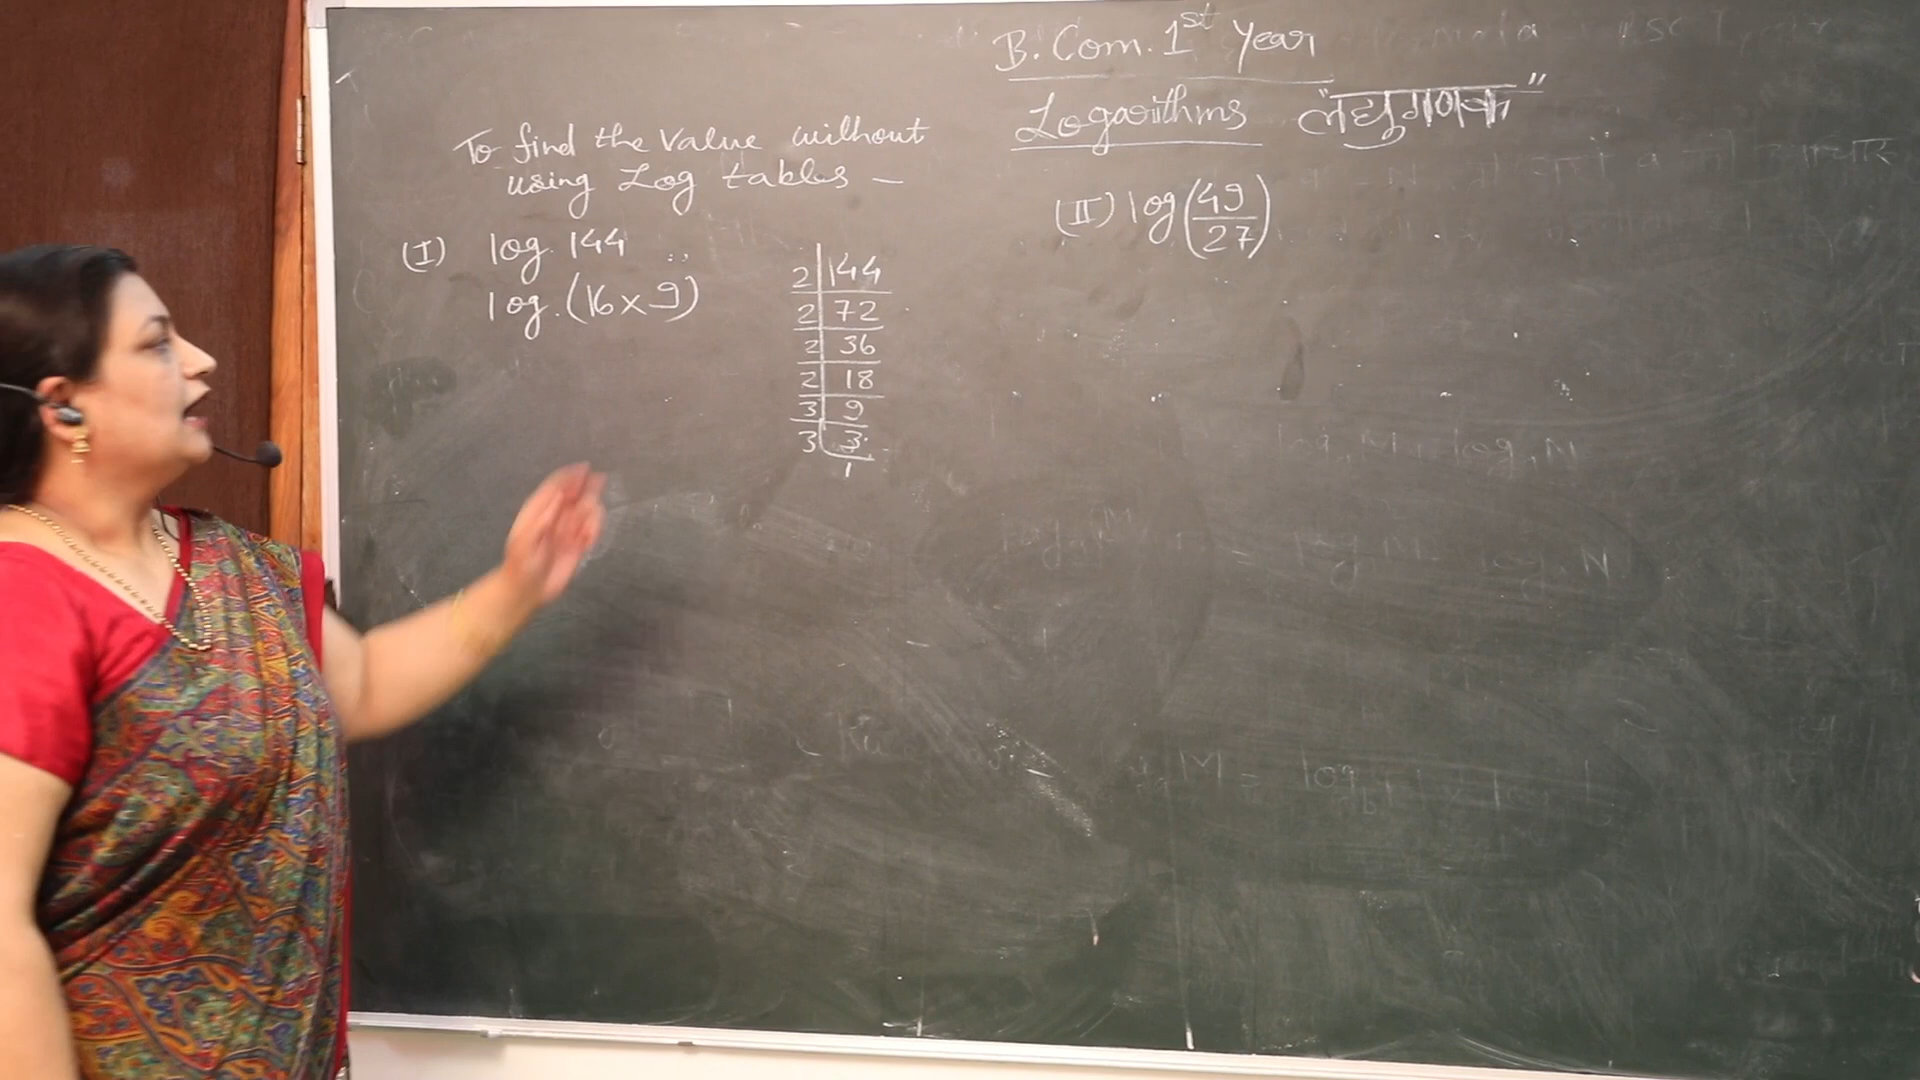 B. Com. 1st Year
Logarithms "लघुगणक"
To find the Value without
using Log tables –
(I) log. 144
log. (16 x 9)
2 | 144
2 | 72
2 | 36
2 | 18
3 | 9
3 | 3
1
(II) log (49/27)